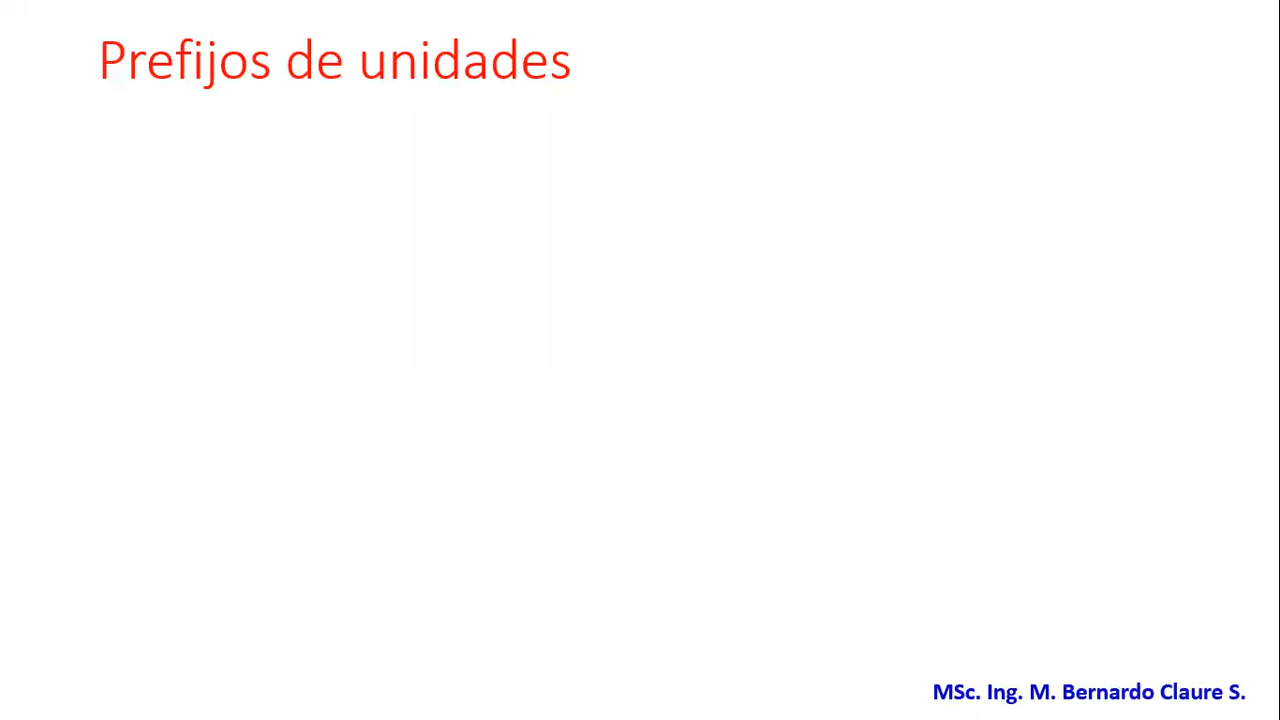 Prefijos de unidades
MSc. Ing. M. Bernardo Claure S.